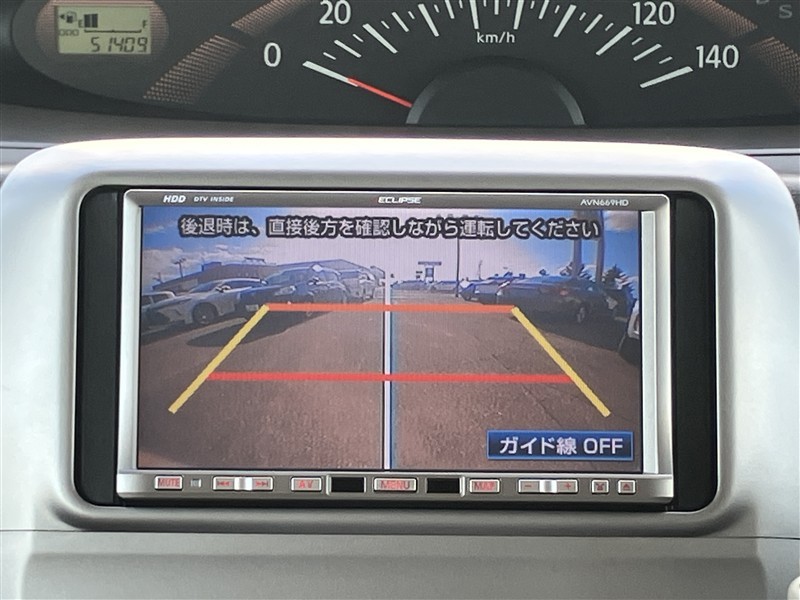 20
120
E
F
51409
0
km/h
140
D
S
HDD DTV INSIDE
ECLIPSE
AVN669HD
後退時は、直接後方を確認しながら運転してください
ガイド線 OFF
MUTE
AV
MENU
MAP